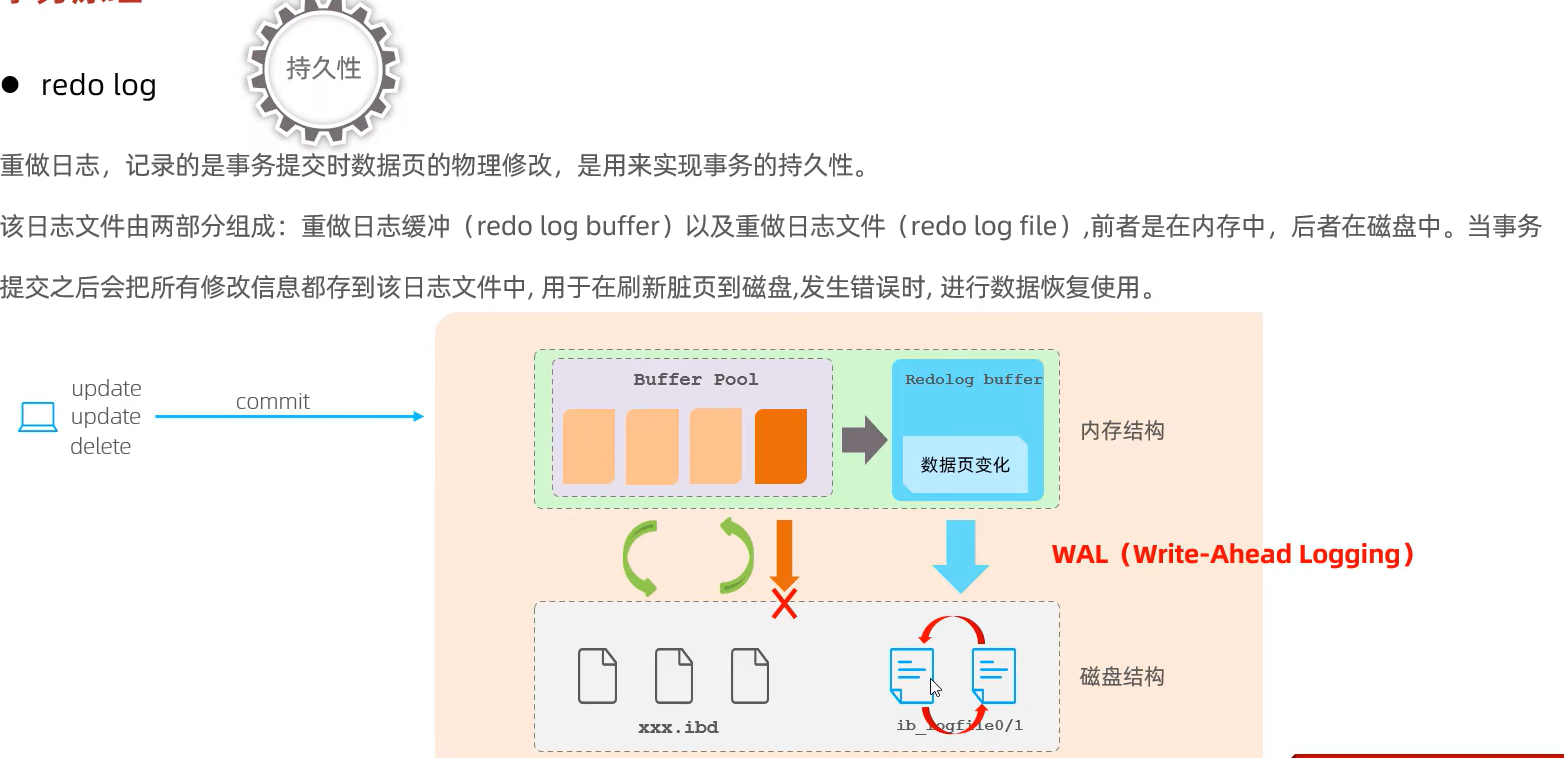 持久性
● redo log
重做日志，记录的是事务提交时数据页的物理修改，是用来实现事务的持久性。
该日志文件由两部分组成：重做日志缓冲（redo log buffer）以及重做日志文件（redo log file）,前者是在内存中，后者在磁盘中。当事务
提交之后会把所有修改信息都存到该日志文件中, 用于在刷新脏页到磁盘,发生错误时, 进行数据恢复使用。
update
update
delete
commit
Buffer Pool
Redolog buffer
数据页变化
内存结构
WAL（Write-Ahead Logging）
磁盘结构
xxx.ibd
ib_logfile0/1